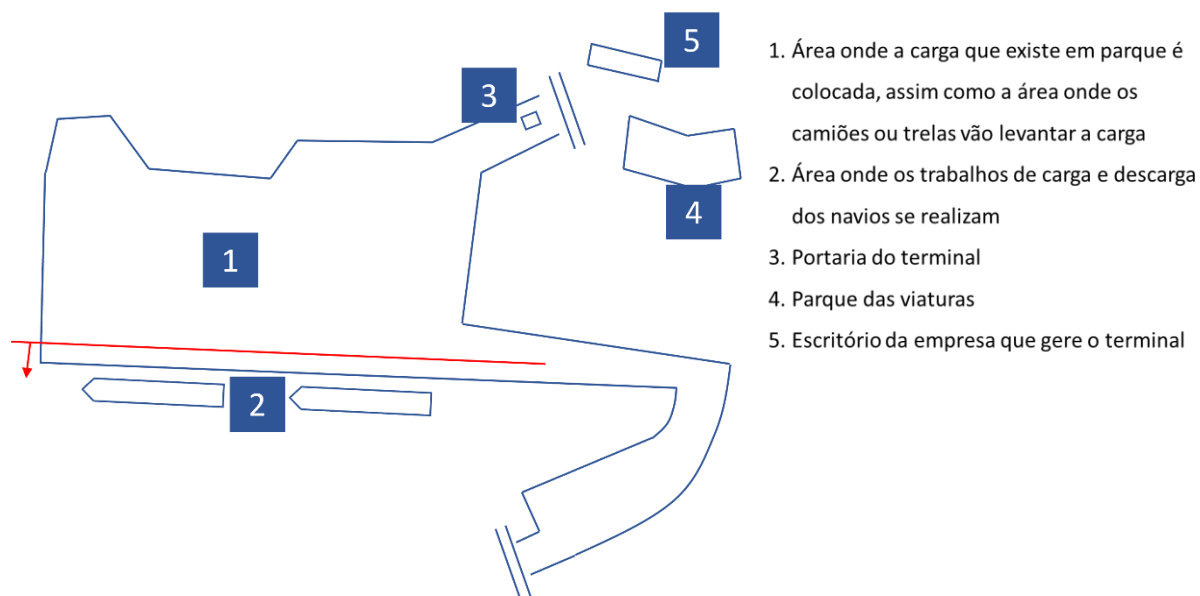 5
3
1
4
2
1. Área onde a carga que existe em parque é
colocada, assim como a área onde os
camiões ou trelas vão levantar a carga
2. Área onde os trabalhos de carga e descarga
dos navios se realizam
3. Portaria do terminal
4. Parque das viaturas
5. Escritório da empresa que gere o terminal